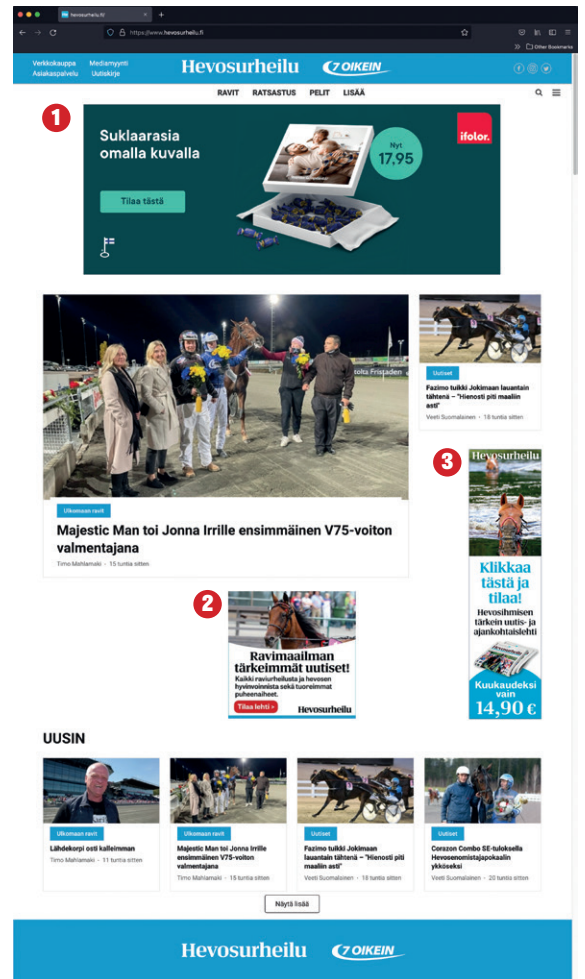 hevosurheilu.fi/
https://www.hevosurheilu.fi
Other Bookmarks
Verkkokauppa Mediamyynti
Asiakaspalvelu Uutiskirje
Hevosurheilu 7 OIKEIN
RAVIT RATSASTUS PELIT LISÄÄ
1
Suklaarasia
omalla kuvalla
Tilaa tästä
Nyt
17,95
ifolor.
toita Fristaden
Ulkomaan ravit
Majestic Man toi Jonna Irrille ensimmäinen V75-voiton
valmentajana
Timo Mahlamäki - 15 tuntia sitten
Uutiset
Fazimo tuikki Jokimaan lauantain
tähtenä – "Hienosti piti maaliin
asti"
Veeti Suomalainen - 18 tuntia sitten
2
Ravimaailman
tärkeimmät uutiset!
Kaikki raviurheilusta ja hevosen
hyvinvoinnista sekä tuoreimmat
puheenaiheet.
Tilaa lehti >
Hevosurheilu
3
Hevosurheilu
Klikkaa
tästä ja
tilaa!
Hevosihmisen
tärkein uutis- ja
ajankohtaislehti
Kuukaudeksi
vain
14,90 €
UUSIN
Ulkomaan ravit
Lähdekorpi osti kalleimman
Timo Mahlamäki - 11 tuntia sitten
Ulkomaan ravit
Majestic Man toi Jonna Irrille
ensimmäinen V75-voiton
valmentajana
Timo Mahlamäki - 15 tuntia sitten
Uutiset
Fazimo tuikki Jokimaan
lauantain tähtenä – "Hienosti piti
maaliin asti"
Veeti Suomalainen - 18 tuntia sitten
Uutiset
Corazon Combo SE-tuloksella
Hevosenomistajapokaalin
ykköseksi
Veeti Suomalainen - 20 tuntia sitten
Näytä lisää
Hevosurheilu 7 OIKEIN